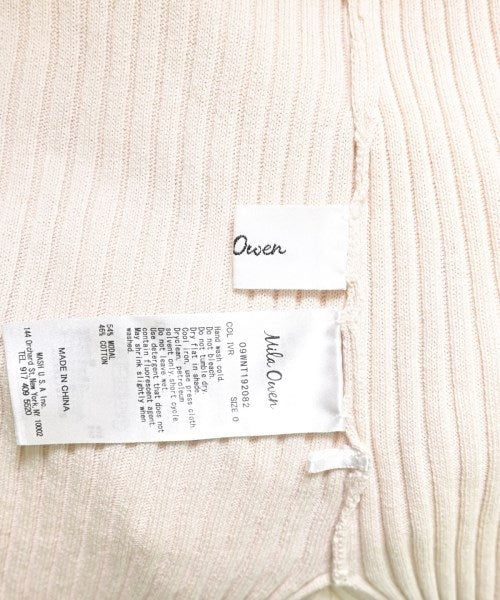 Owen
Mila Owen
09WNT192082
COL IVR SIZE 0
Hand wash cold.
Do not bleach.
Do not tumble dry.
Dry flat in shade.
Cool iron, use press cloth.
Dryclean, petroleum
solvent only, short cycle
Do not leave wet.
Use detergent that does not
contain fluorescent agent.
May shrink slightly when
washed.
54% MODAL
46% COTTON
MADE IN CHINA
MASH U. S. A Inc.
144 Orchard St, New York, NY 10002
TEL 917 409 5520